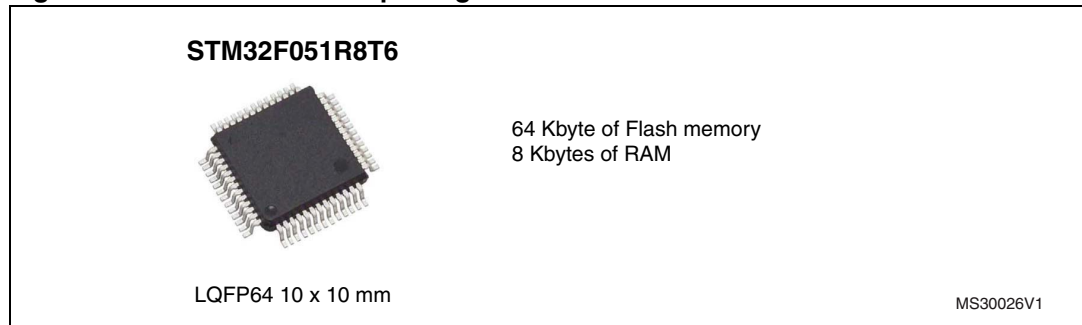 STM32F051R8T6
64 Kbyte of Flash memory
8 Kbytes of RAM
LQFP64 10 x 10 mm
MS30026V1